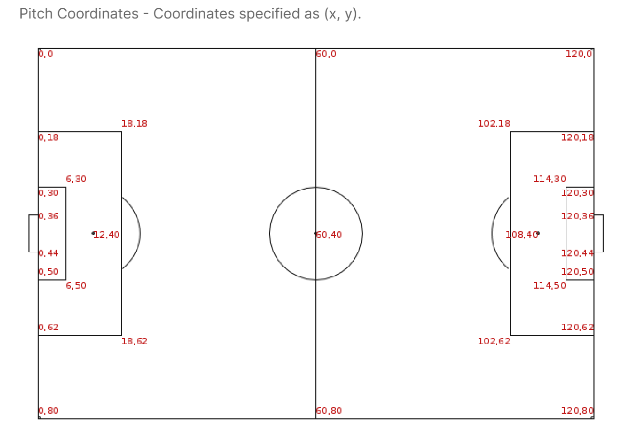 Pitch Coordinates - Coordinates specified as (x, y).
0,0 60,0 120,0
18,18 102,18
0,18 120,18
6,30 114,30
0,30 120,30
0,36 120,36
12,40 60,40 108,40
0,44 120,44
0,50 120,50
6,50 114,50
0,62 120,62
18,62 102,62
0,80 60,80 120,80